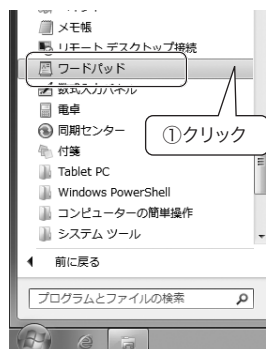 メモ帳
リモート デスクトップ接続
ワードパッド
数式入力パネル
電卓
①クリック
同期センター
付箋
Tablet PC
Windows PowerShell
コンピューターの簡単操作
システム ツール
前に戻る
プログラムとファイルの検索